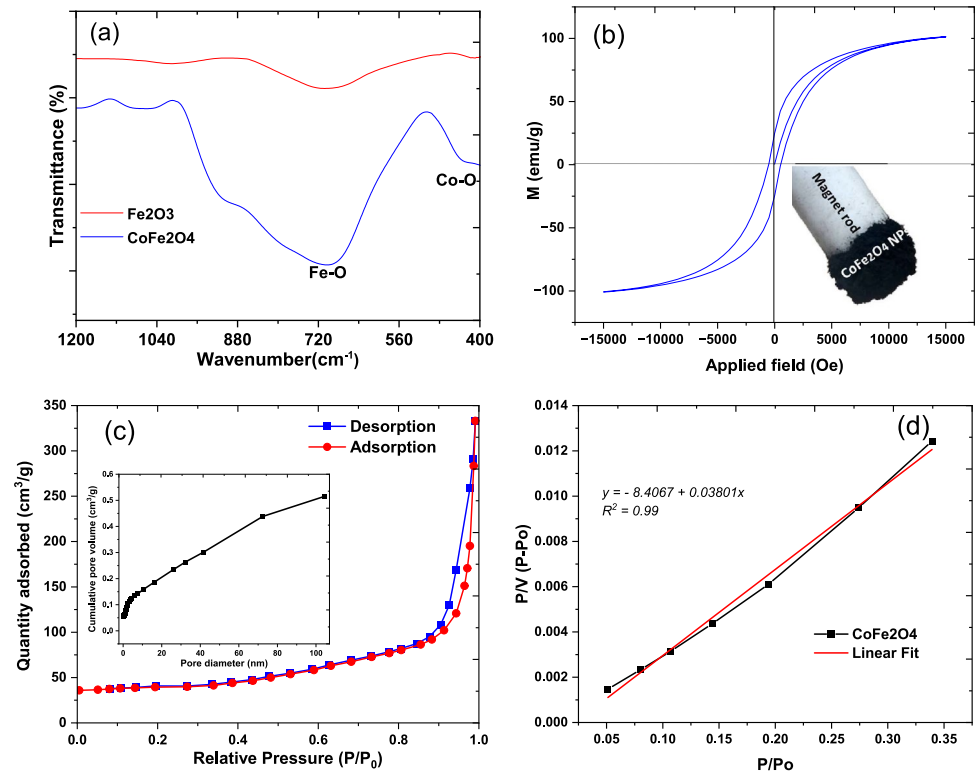 (a)
Transmittance (%)
Fe2O3
CoFe2O4
Fe-O
Co-O
1200 1040 880 720 560 400
Wavenumber(cm⁻¹)
(b)
M (emu/g)
100
50
0
−50
−100
Magnet rod
CoFe2O4 NPs
−15000 −10000 −5000 0 5000 10000 15000
Applied field (Oe)
(c)
Quantity adsorbed (cm³/g)
350
300
250
200
150
100
50
0
Desorption
Adsorption
Cumulative pore volume (cm³/g)
0.6
0.5
0.4
0.3
0.2
0.1
0.0
0 20 40 60 80 100
Pore diameter (nm)
0.0 0.2 0.4 0.6 0.8 1.0
Relative Pressure (P/P₀)
(d)
P/V (P-Po)
0.014
0.012
0.010
0.008
0.006
0.004
0.002
0.000
y = - 8.4067 + 0.03801x
R² = 0.99
CoFe2O4
Linear Fit
0.05 0.10 0.15 0.20 0.25 0.30 0.35
P/Po